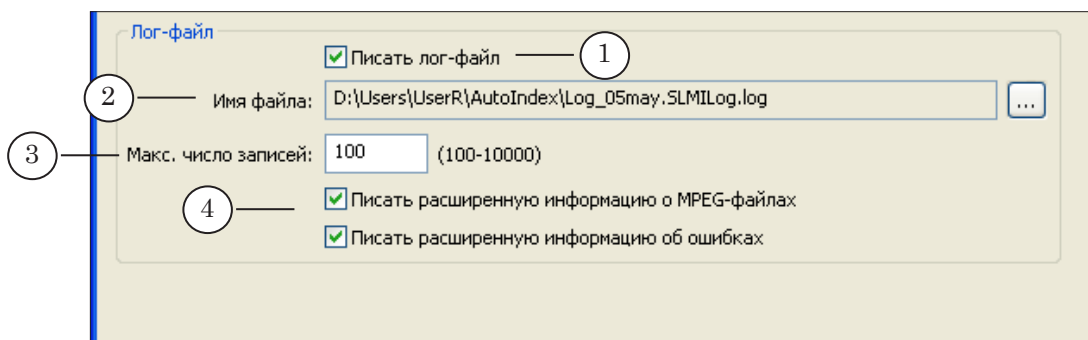 Лог-файл
Писать лог-файл 1
2 Имя файла: D:\Users\UserR\AutoIndex\Log_05may.SLMILog.log ...
3 Макс. число записей: 100 (100-10000)
4 Писать расширенную информацию о MPEG-файлах
Писать расширенную информацию об ошибках